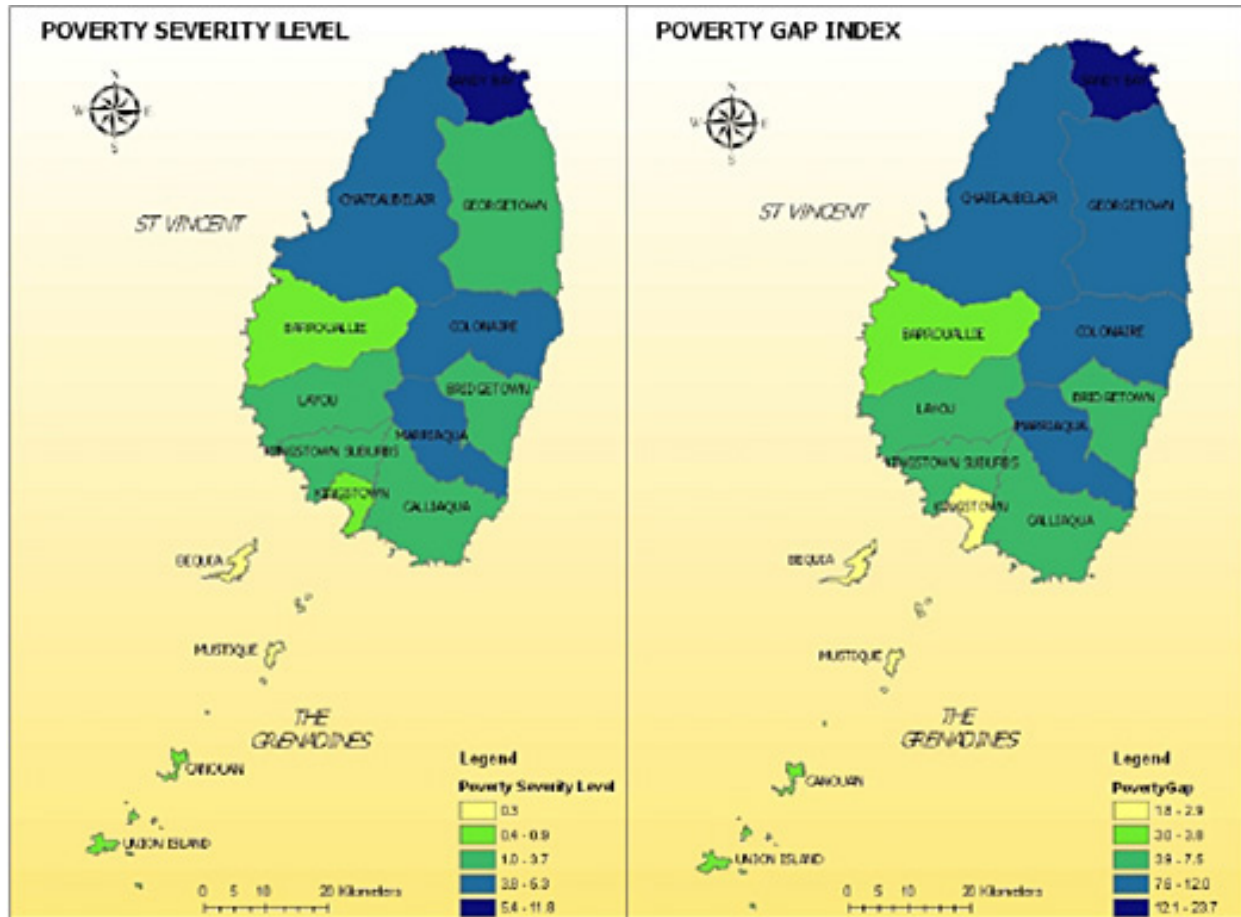 POVERTY SEVERITY LEVEL
N
W E
S
SANDY BAY
CHATEAUBELAIR
GEORGETOWN
ST VINCENT
BARROUALLIE
COLONAIRE
BRIDGETOWN
LAYOU
MARRIAQUA
KINGSTOWN SUBURBS
KINGSTOWN
CALLIAQUA
BEQUIA
MUSTIQUE
THE
GRENADINES
CANOUAN
UNION ISLAND
Legend
Poverty Severity Level
0.3
0.4 - 0.9
1.0 - 3.7
3.8 - 5.3
5.4 - 11.8
0 5 10 20 Kilometers
POVERTY GAP INDEX
N
W E
S
SANDY BAY
CHATEAUBELAIR
GEORGETOWN
ST VINCENT
BARROUALLIE
COLONAIRE
BRIDGETOWN
LAYOU
MARRIAQUA
KINGSTOWN SUBURBS
KINGSTOWN
CALLIAQUA
BEQUIA
MUSTIQUE
THE
GRENADINES
CANOUAN
UNION ISLAND
Legend
PovertyGap
1.8 - 2.9
3.0 - 3.8
3.9 - 7.5
7.6 - 12.0
12.1 - 23.7
0 5 10 20 Kilometers